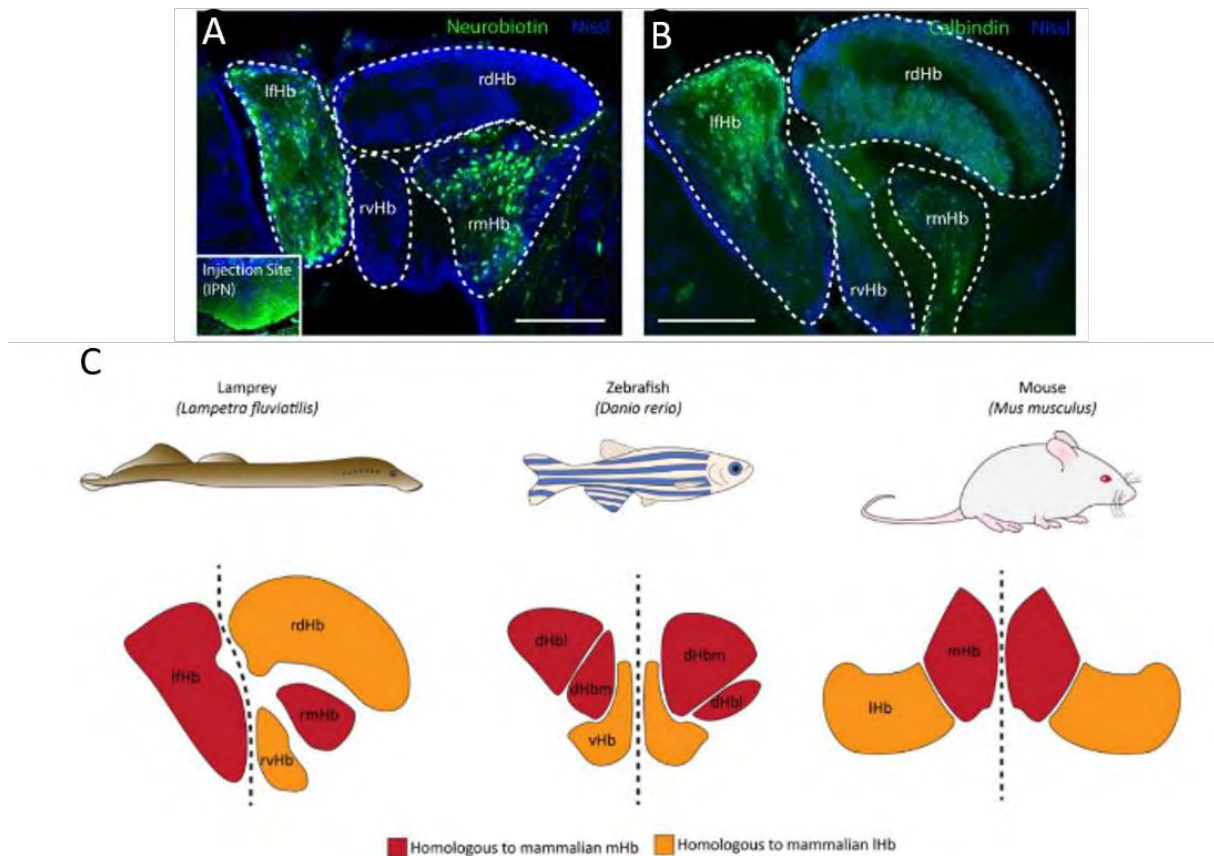 A
Neurobiotin Nissl
lfHb
rdHb
rvHb
rmHb
Injection Site
(IPN)
B
Calbindin Nissl
lfHb
rdHb
rvHb
rmHb
C
Lamprey
(Lampetra fluviatilis)
Zebrafish
(Danio rerio)
Mouse
(Mus musculus)
lfHb
rdHb
rmHb
rvHb
dHbl
dHbm
vHb
dHbm
dHbl
mHb
lHb
Homologous to mammalian mHb
Homologous to mammalian lHb